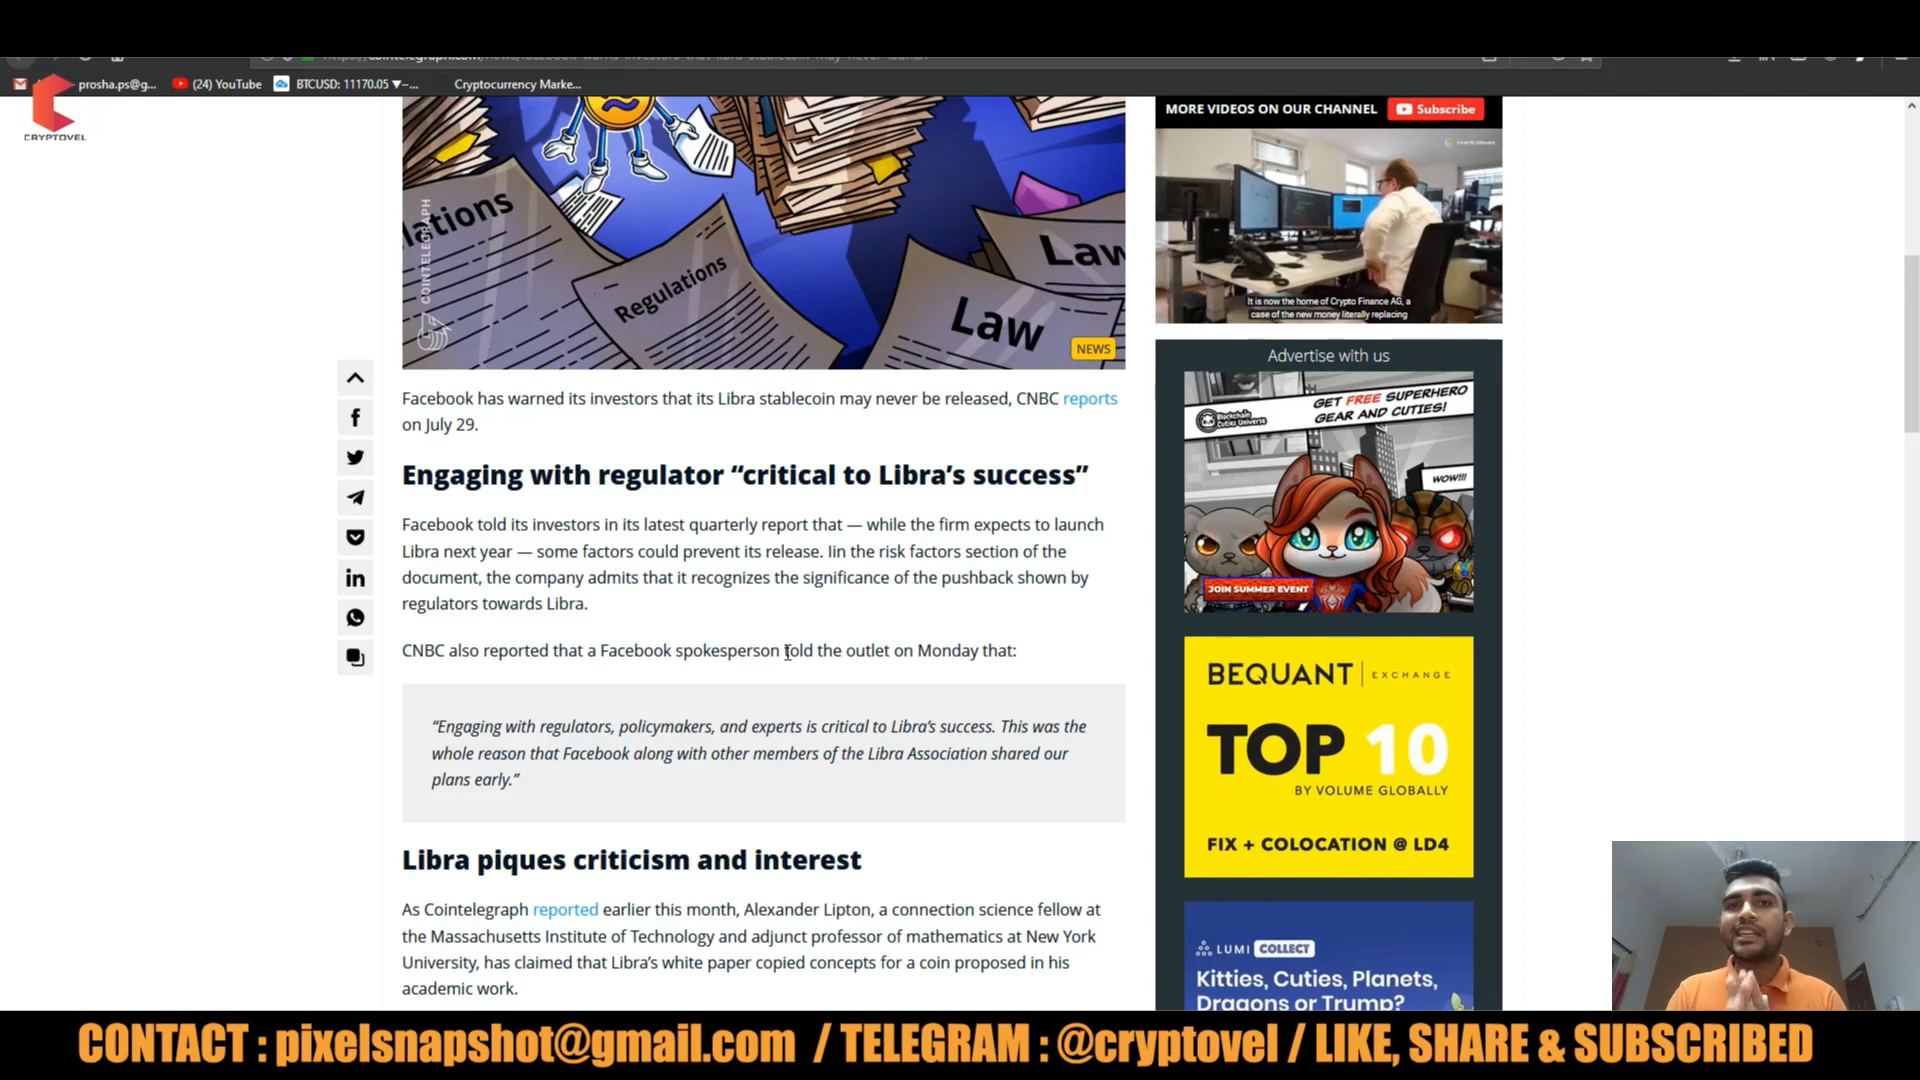 prosha.ps@g...
(24) YouTube
BTCUSD: 11170.05 ▼−...
Cryptocurrency Marke...
CRYPTOVEL
lations
Regulations
Law
Law
COINTELEGRAPH
NEWS
Facebook has warned its investors that its Libra stablecoin may never be released, CNBC reports
on July 29.
Engaging with regulator “critical to Libra’s success”
Facebook told its investors in its latest quarterly report that — while the firm expects to launch
Libra next year — some factors could prevent its release. Iin the risk factors section of the
document, the company admits that it recognizes the significance of the pushback shown by
regulators towards Libra.
CNBC also reported that a Facebook spokesperson told the outlet on Monday that:
“Engaging with regulators, policymakers, and experts is critical to Libra’s success. This was the
whole reason that Facebook along with other members of the Libra Association shared our
plans early.”
Libra piques criticism and interest
As Cointelegraph reported earlier this month, Alexander Lipton, a connection science fellow at
the Massachusetts Institute of Technology and adjunct professor of mathematics at New York
University, has claimed that Libra’s white paper copied concepts for a coin proposed in his
academic work.
MORE VIDEOS ON OUR CHANNEL
Subscribe
It is now the home of Crypto Finance AG, a
case of the new money literally replacing
Advertise with us
Blockchain
Cuties Universe
GET FREE SUPERHERO
GEAR AND CUTIES!
WOW!!!
JOIN SUMMER EVENT
BEQUANT | EXCHANGE
TOP 10
BY VOLUME GLOBALLY
FIX + COLOCATION @ LD4
LUMI COLLECT
Kitties, Cuties, Planets,
Dragons or Trump?
CONTACT : pixelsnapshot@gmail.com / TELEGRAM : @cryptovel / LIKE, SHARE & SUBSCRIBED